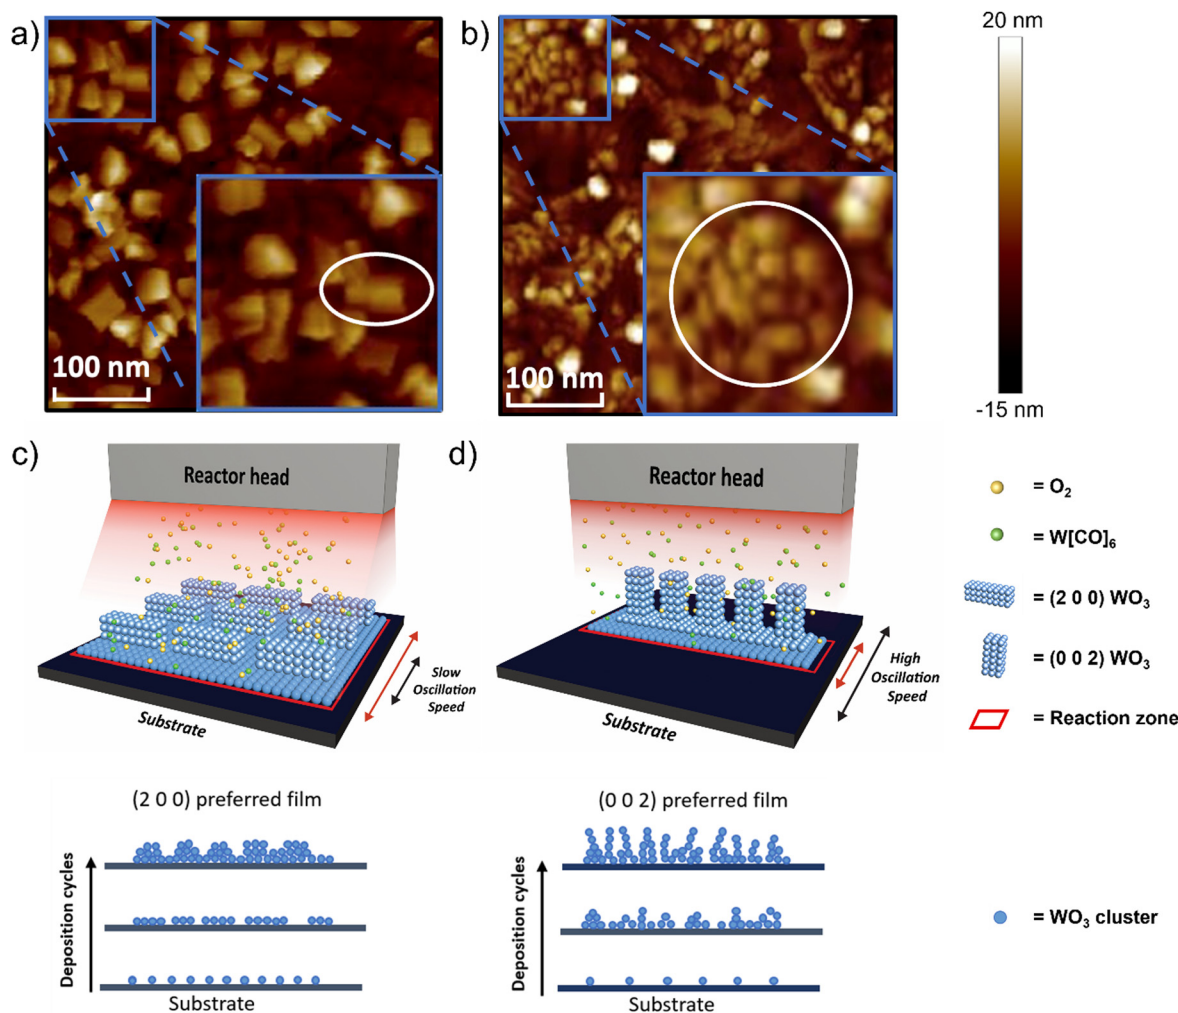 a)
b)
20 nm
-15 nm
100 nm
100 nm
c)
d)
Reactor head
Reactor head
= O₂
= W[CO]₆
= (2 0 0) WO₃
= (0 0 2) WO₃
= Reaction zone
Slow
Oscillation
Speed
High
Oscillation
Speed
Substrate
Substrate
(2 0 0) preferred film
(0 0 2) preferred film
Deposition cycles
Deposition cycles
Substrate
Substrate
= WO₃ cluster